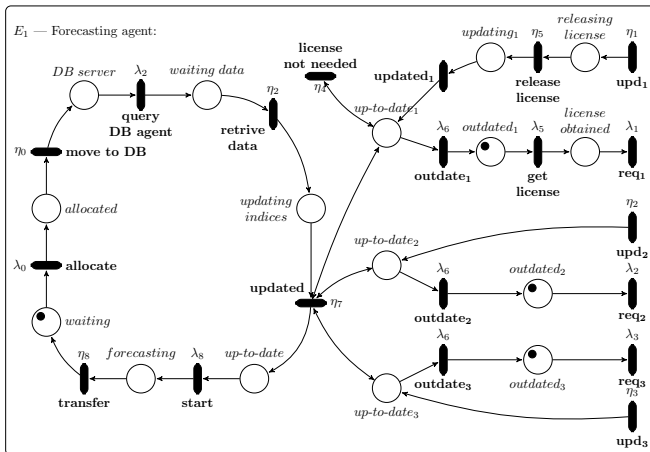 E₁ — Forecasting agent:
DB server
λ₂
waiting data
η₂
query
DB agent
retrive
data
η₀
move to DB
allocated
updating
indices
λ₀
allocate
waiting
updated
η₇
η₈
forecasting
λ₈
up-to-date
transfer
start
license
not needed
η₄
updated₁
updating₁
η₅
releasing
license
η₁
release
license
upd₁
up-to-date₁
λ₆
outdated₁
λ₅
license
obtained
λ₁
outdate₁
get
license
req₁
η₂
upd₂
up-to-date₂
λ₆
outdated₂
λ₂
outdate₂
req₂
λ₆
λ₃
outdate₃
outdated₃
req₃
up-to-date₃
η₃
upd₃